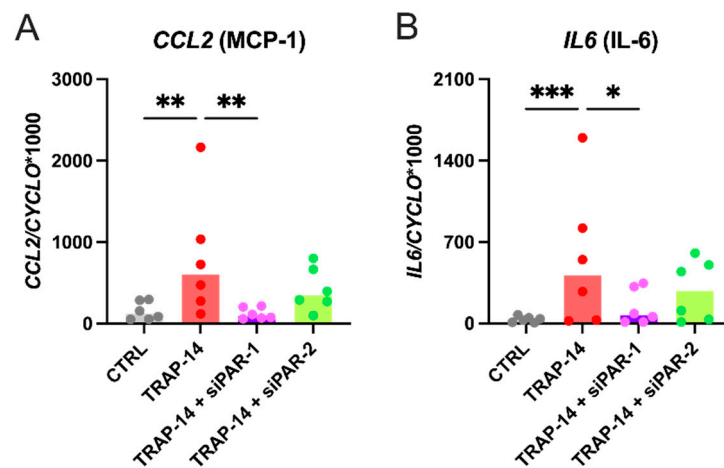 A
CCL2 (MCP-1)
CCL2/CYCLO*1000
3000
2000
1000
0
** **
CTRL
TRAP-14
TRAP-14 + siPAR-1
TRAP-14 + siPAR-2
B
IL6 (IL-6)
IL6/CYCLO*1000
2100
1400
700
0
*** *
CTRL
TRAP-14
TRAP-14 + siPAR-1
TRAP-14 + siPAR-2